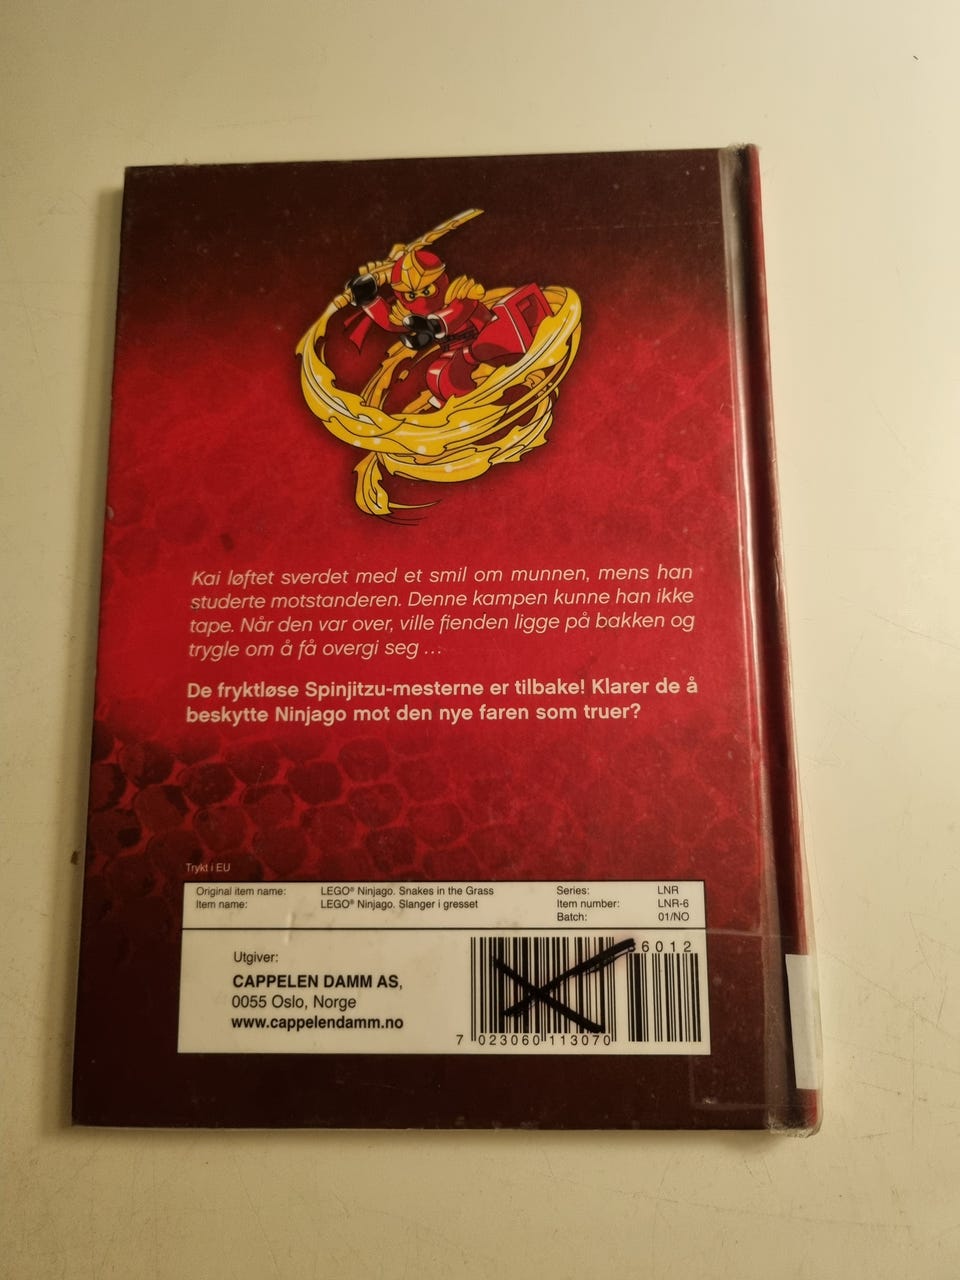 Kai løftet sverdet med et smil om munnen, mens han
studerte motstanderen. Denne kampen kunne han ikke
tape. Når den var over, ville fienden ligge på bakken og
trygle om å få overgi seg ...
De fryktløse Spinjitzu-mesterne er tilbake! Klarer de å
beskytte Ninjago mot den nye faren som truer?
Trykt i EU
Original item name: LEGO® Ninjago. Snakes in the Grass Series: LNR
Item name: LEGO® Ninjago. Slanger i gresset Item number: LNR-6
Batch: 01/NO
Utgiver:
CAPPELEN DAMM AS,
0055 Oslo, Norge
www.cappelendamm.no
6012
7 023060 113070